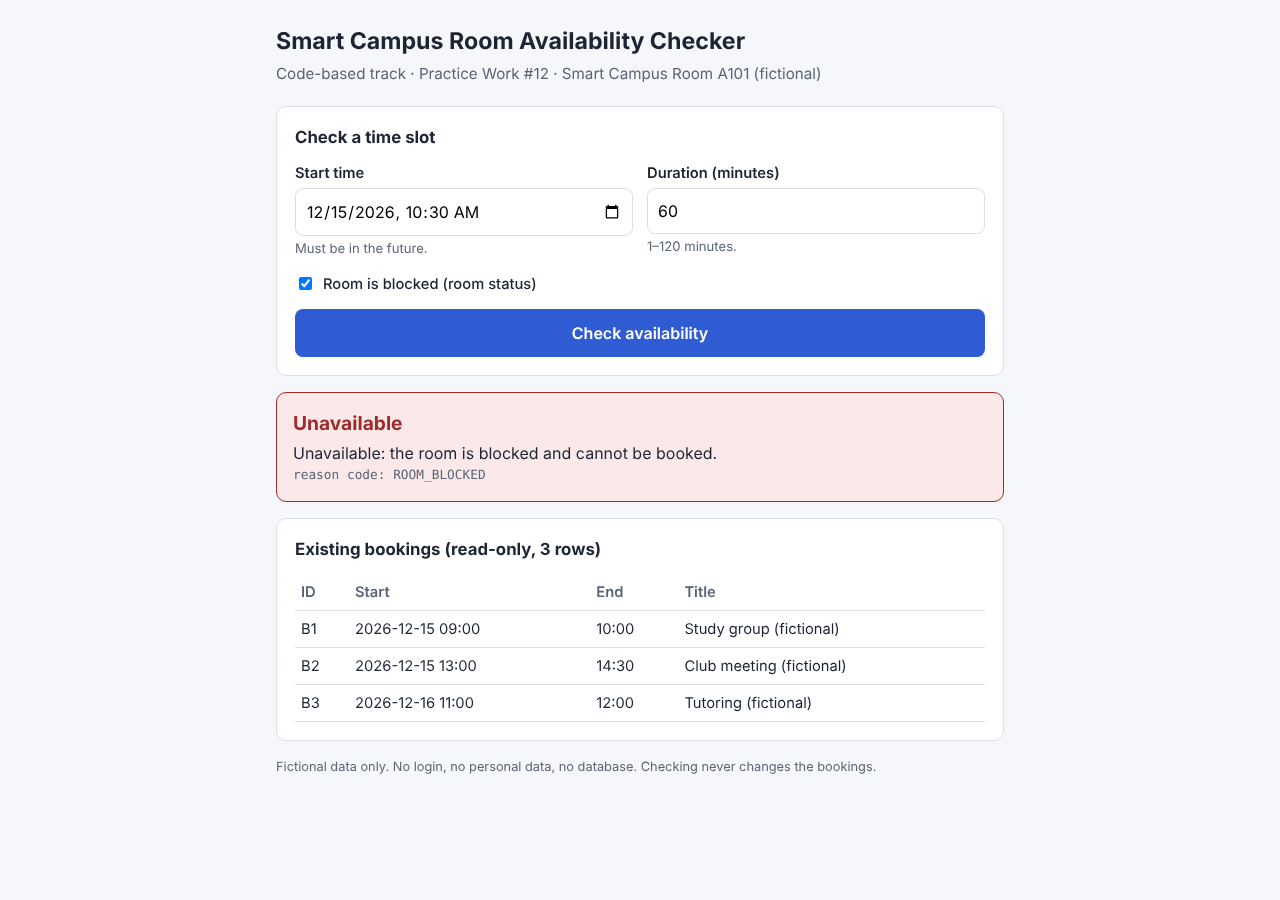 Smart Campus Room Availability Checker
Code-based track · Practice Work #12 · Smart Campus Room A101 (fictional)
Check a time slot
Start time
Duration (minutes)
12/15/2026, 10:30 AM
60
Must be in the future.
1–120 minutes.
Room is blocked (room status)
Check availability
Unavailable
Unavailable: the room is blocked and cannot be booked.
reason code: ROOM_BLOCKED
Existing bookings (read-only, 3 rows)
ID Start End Title
B1 2026-12-15 09:00 10:00 Study group (fictional)
B2 2026-12-15 13:00 14:30 Club meeting (fictional)
B3 2026-12-16 11:00 12:00 Tutoring (fictional)
Fictional data only. No login, no personal data, no database. Checking never changes the bookings.